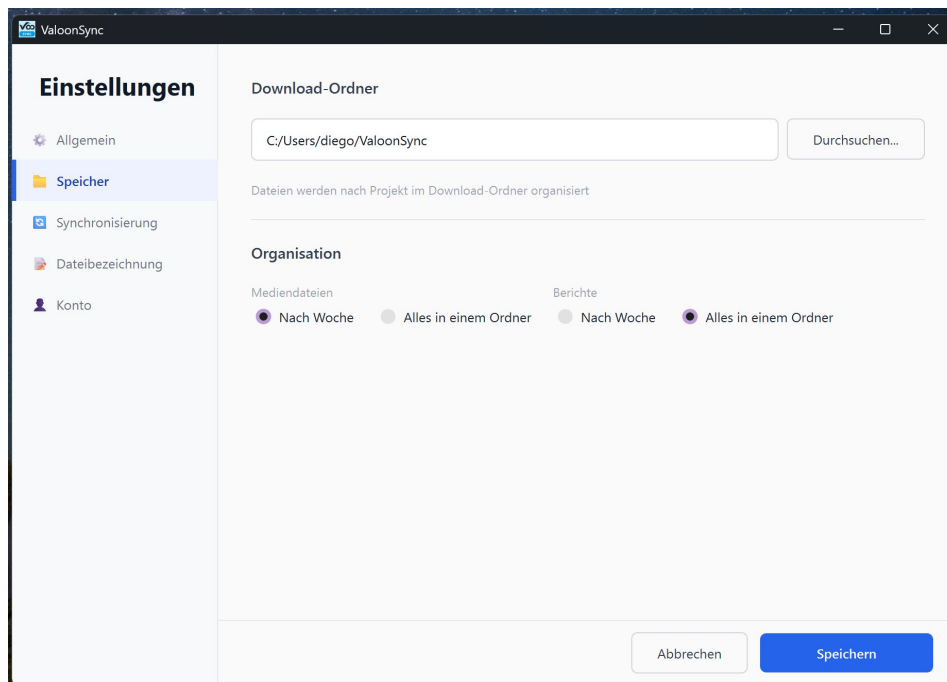 ValoonSync
Einstellungen
Allgemein
Speicher
Synchronisierung
Dateibezeichnung
Konto
Download-Ordner
C:/Users/diego/ValoonSync
Durchsuchen...
Dateien werden nach Projekt im Download-Ordner organisiert
Organisation
Mediendateien
Nach Woche Alles in einem Ordner
Berichte
Nach Woche Alles in einem Ordner
Abbrechen
Speichern